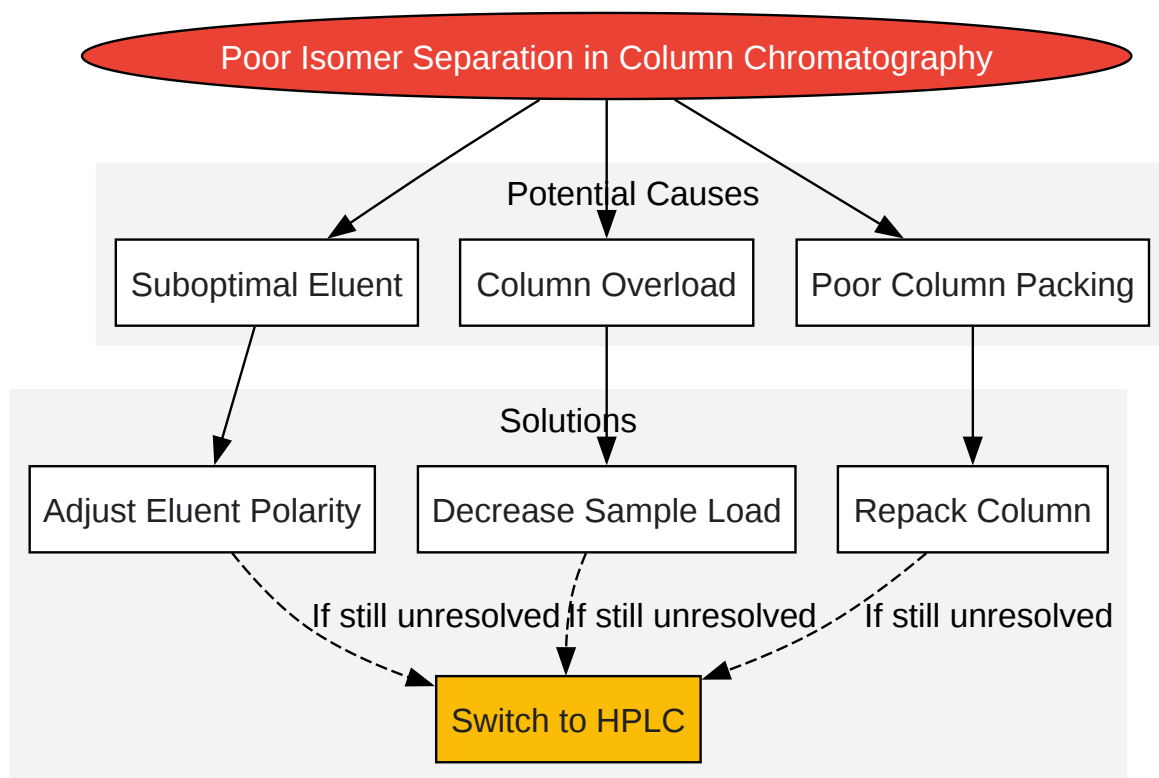 Poor Isomer Separation in Column Chromatography
Potential Causes
Suboptimal Eluent
Column Overload
Poor Column Packing
Solutions
Adjust Eluent Polarity
Decrease Sample Load
Repack Column
If still unresolved
If still unresolved
If still unresolved
Switch to HPLC